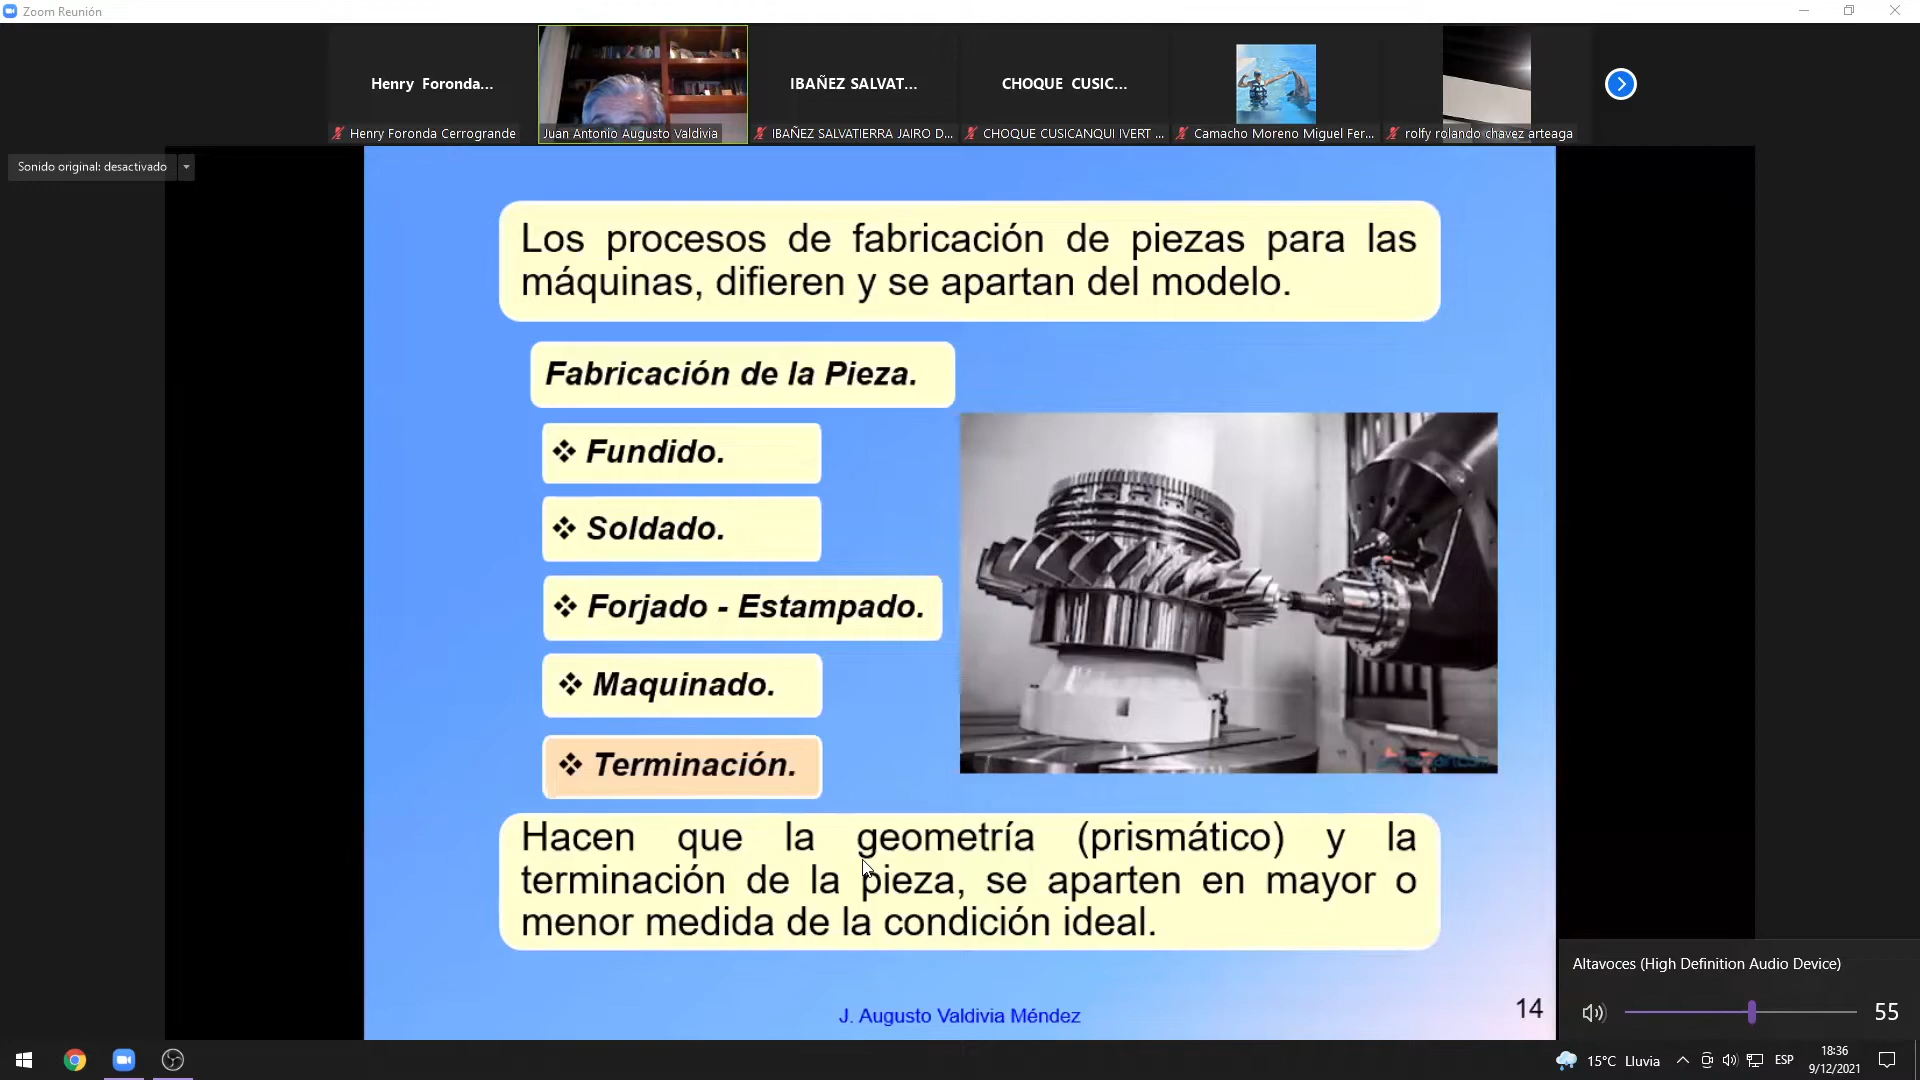 Zoom Reunión
Henry Foronda...
IBAÑEZ SALVAT...
CHOQUE CUSIC...
Henry Foronda Cerrogrande
Juan Antonio Augusto Valdivia
IBAÑEZ SALVATIERRA JAIRO D...
CHOQUE CUSICANQUI IVERT ...
Camacho Moreno Miguel Fer...
rolfy rolando chavez arteaga
Sonido original: desactivado
Los procesos de fabricación de piezas para las
máquinas, difieren y se apartan del modelo.
Fabricación de la Pieza.
❖ Fundido.
❖ Soldado.
❖ Forjado - Estampado.
❖ Maquinado.
❖ Terminación.
Hacen que la geometría (prismático) y la
terminación de la pieza, se aparten en mayor o
menor medida de la condición ideal.
J. Augusto Valdivia Méndez
14
Altavoces (High Definition Audio Device)
55
15°C Lluvia
ESP
18:36
9/12/2021